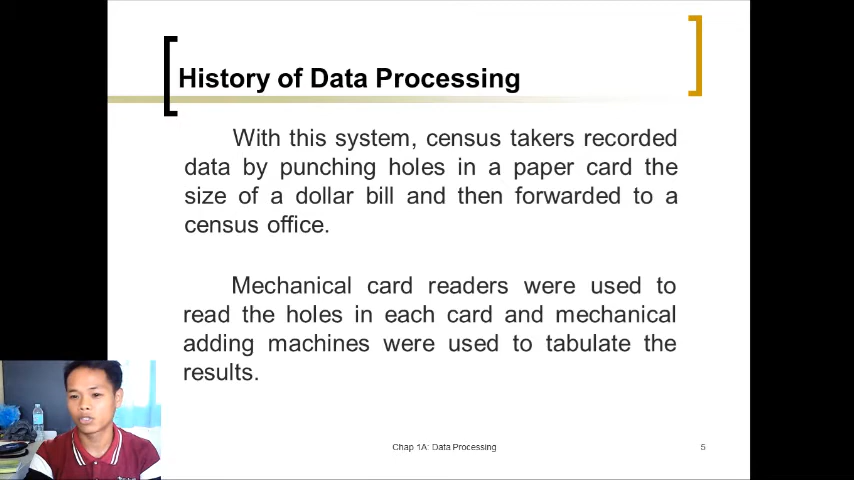 History of Data Processing
With this system, census takers recorded
data by punching holes in a paper card the
size of a dollar bill and then forwarded to a
census office.
Mechanical card readers were used to
read the holes in each card and mechanical
adding machines were used to tabulate the
results.
Chap 1A: Data Processing
5